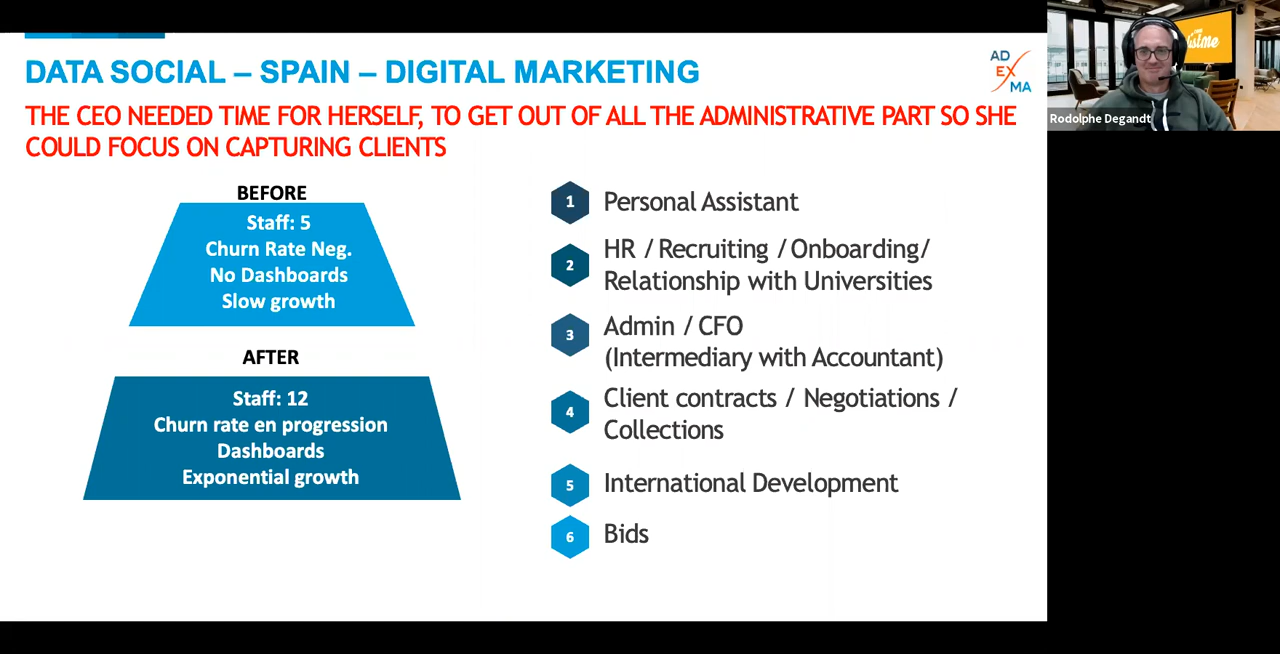 DATA SOCIAL – SPAIN – DIGITAL MARKETING
AD
EX
MA
THE CEO NEEDED TIME FOR HERSELF, TO GET OUT OF ALL THE ADMINISTRATIVE PART SO SHE
COULD FOCUS ON CAPTURING CLIENTS
BEFORE
Staff: 5
Churn Rate Neg.
No Dashboards
Slow growth
AFTER
Staff: 12
Churn rate en progression
Dashboards
Exponential growth
1 Personal Assistant
2 HR / Recruiting / Onboarding/
Relationship with Universities
3 Admin / CFO
(Intermediary with Accountant)
4 Client contracts / Negotiations /
Collections
5 International Development
6 Bids
Rodolphe Degandt